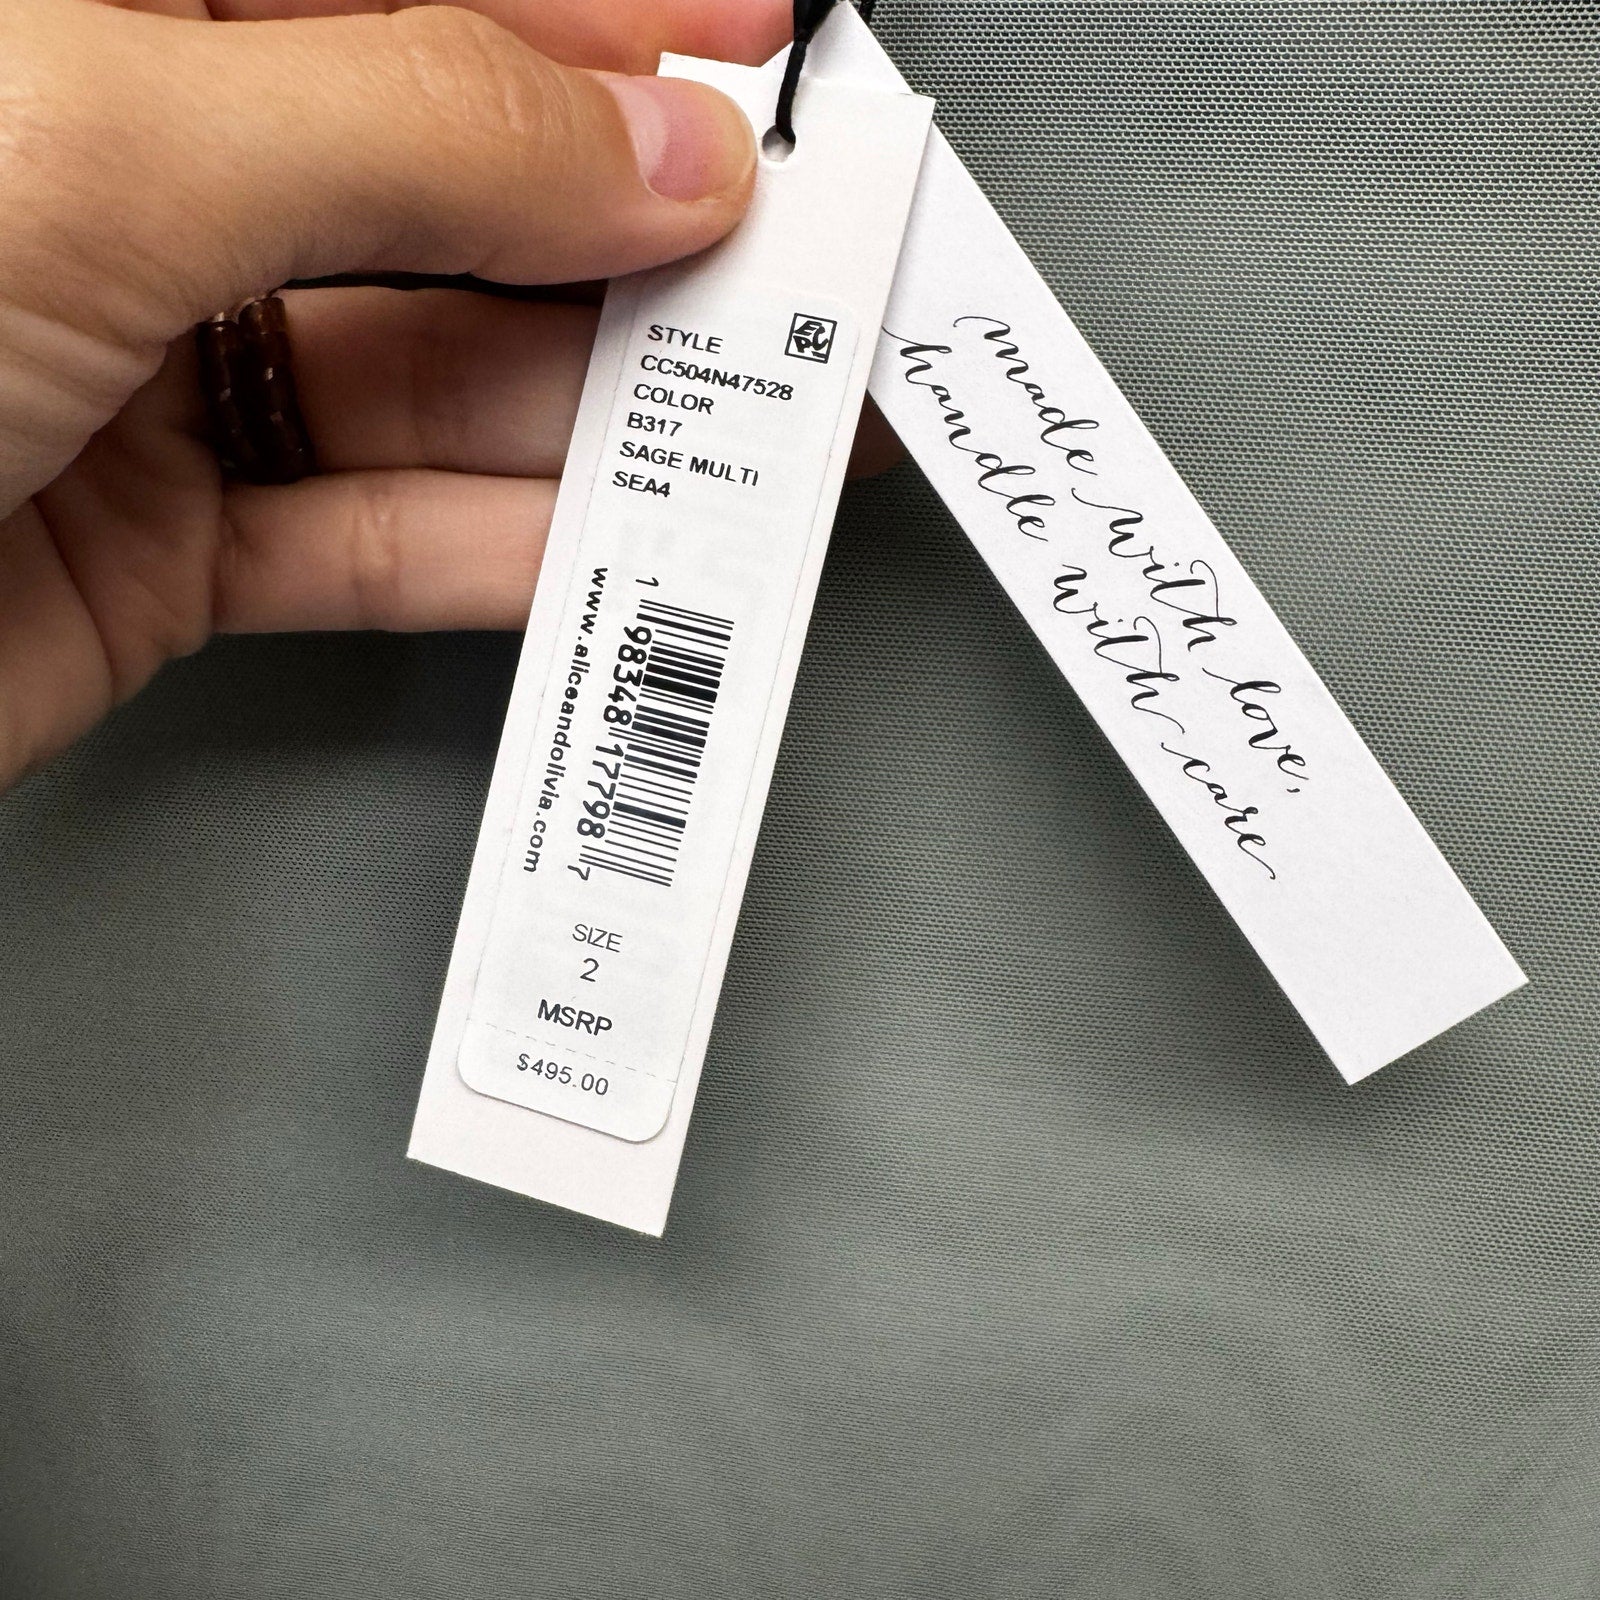 STYLE
CC504N47528
COLOR
B317
SAGE MULTI
SEA4
1 98348 17798 7
www.aliceandolivia.com
SIZE
2
MSRP
$495.00
made with love,
handle with care